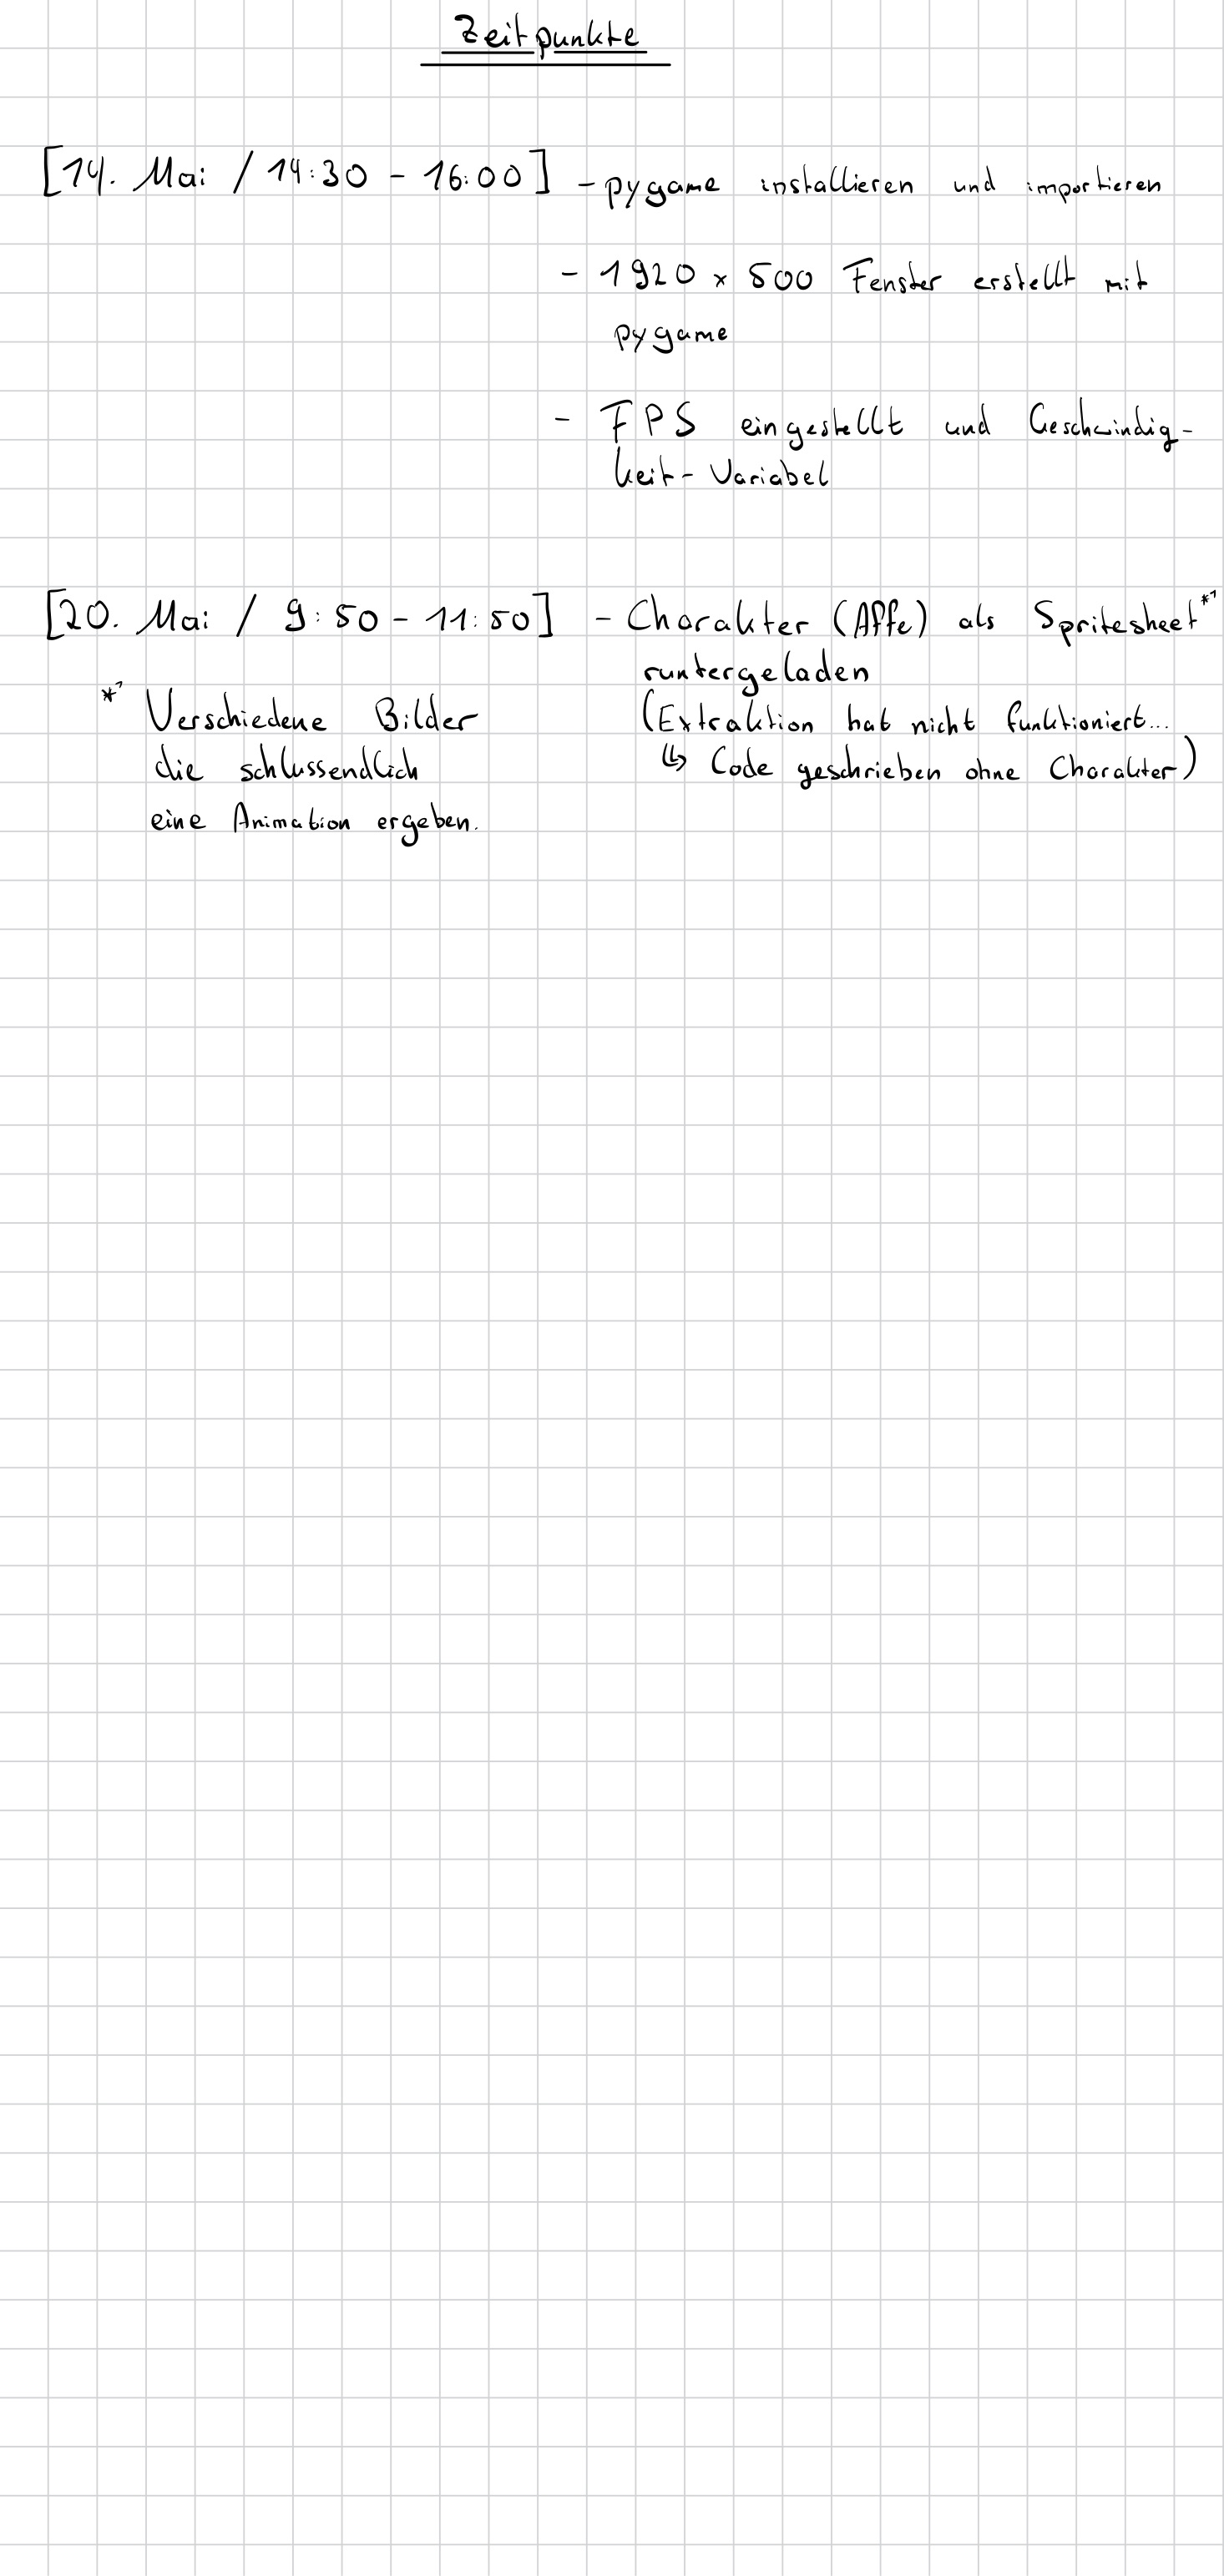 Zeitpunkte
[14. Mai / 14:30 - 16:00] - pygame installieren und importieren
- 1920 x 500 Fenster erstellt mit
pygame
- FPS eingestellt und Geschwindig-
keit-Variabel
[20. Mai / 9:50 - 11:50] - Charakter (Affe) als Spritesheet*¹
runtergeladen
(Extraktion hat nicht funktioniert...
↳ Code geschrieben ohne Charakter)
*¹ Verschiedene Bilder
die schlussendlich
eine Animation ergeben.